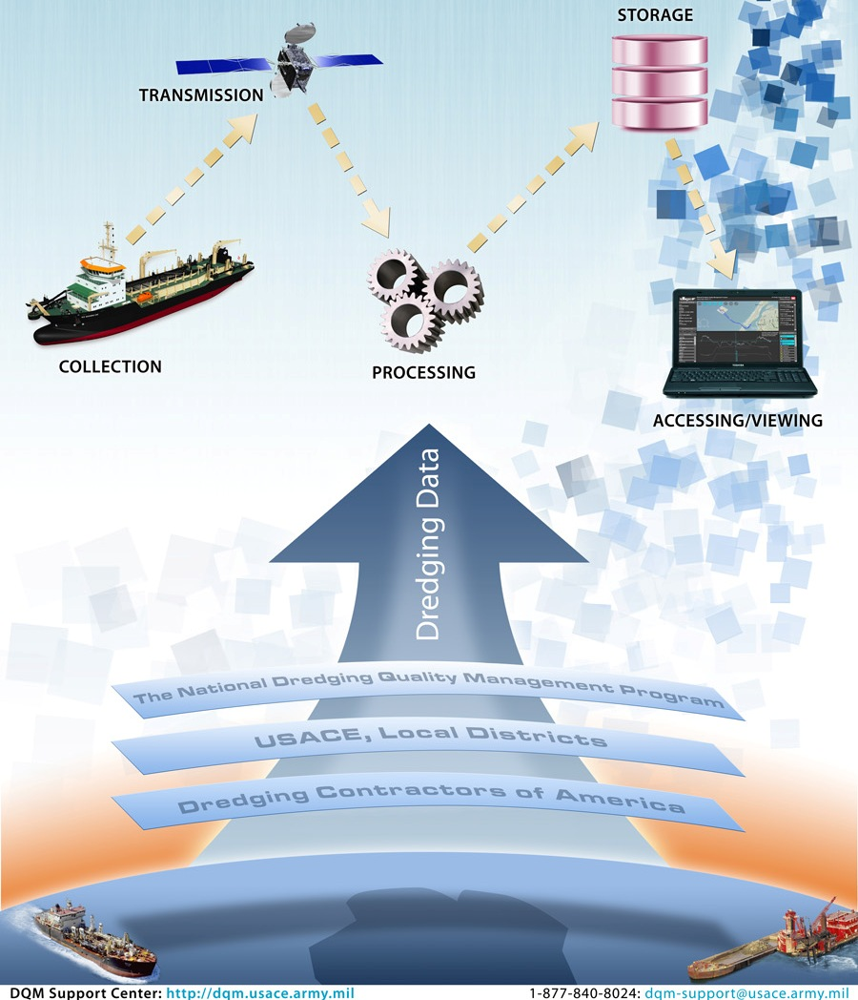 STORAGE
TRANSMISSION
COLLECTION
PROCESSING
ACCESSING/VIEWING
Dredging Data
The National Dredging Quality Management Program
USACE, Local Districts
Dredging Contractors of America
DQM Support Center: http://dqm.usace.army.mil
1-877-840-8024: dqm-support@usace.army.mil